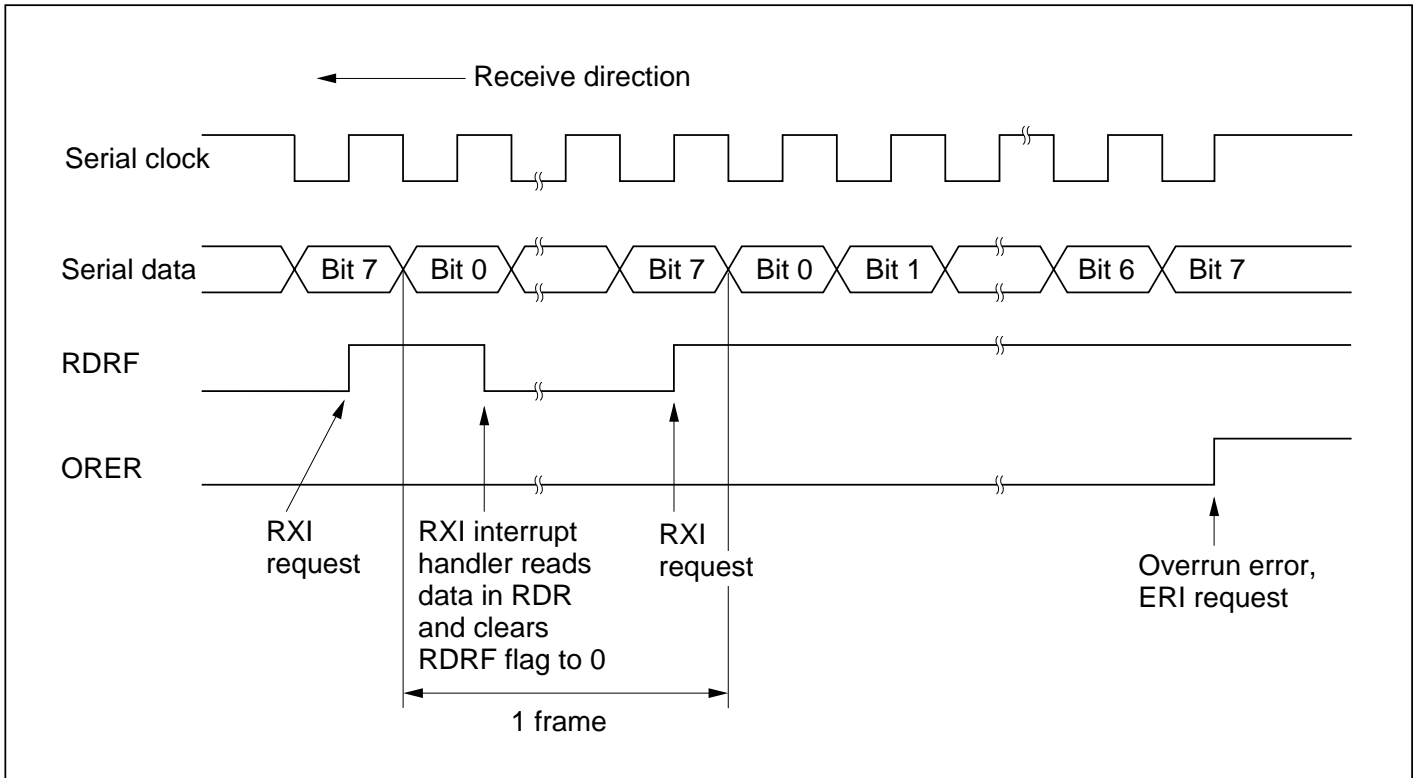 Receive direction
Serial clock
Serial data
Bit 7
Bit 0
Bit 7
Bit 0
Bit 1
Bit 6
Bit 7
RDRF
ORER
RXI
request
RXI interrupt
handler reads
data in RDR
and clears
RDRF flag to 0
RXI
request
Overrun error,
ERI request
1 frame